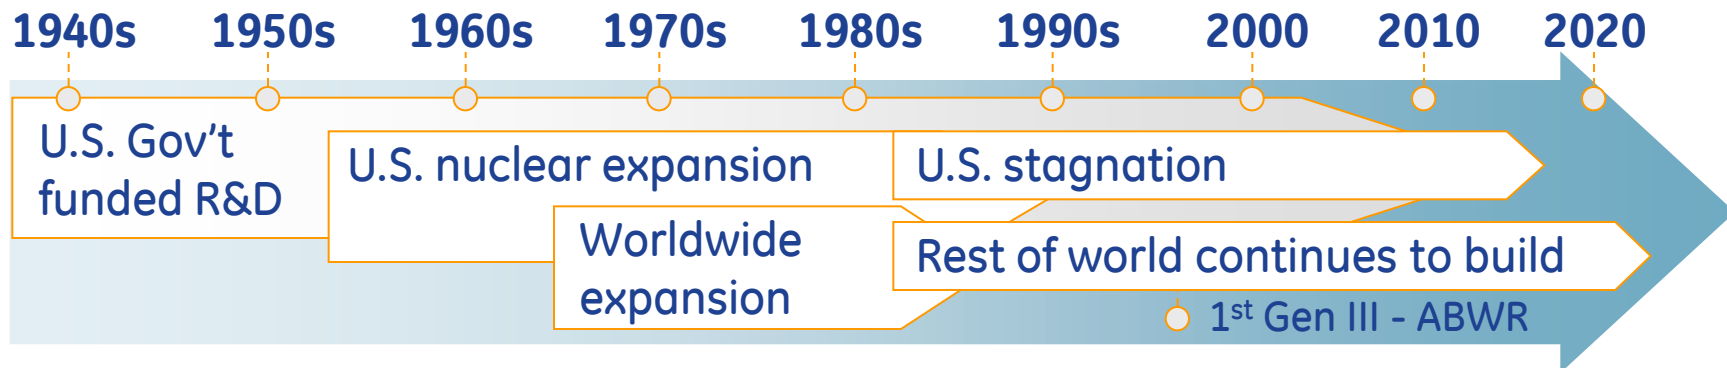 1940s 1950s 1960s 1970s 1980s 1990s 2000 2010 2020
U.S. Gov’t
funded R&D
U.S. nuclear expansion
U.S. stagnation
Worldwide
expansion
Rest of world continues to build
1st Gen III - ABWR